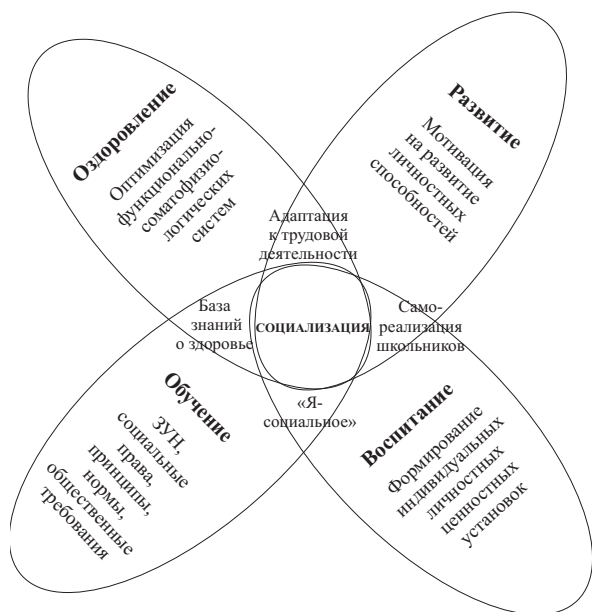 Оздоровление
Оптимизация
функционально-
соматофизио-
логических
систем
Развитие
Мотивация
на развитие
личностных
способностей
Адаптация
к трудовой
деятельности
База
знаний
о здоровье
СОЦИАЛИЗАЦИЯ
Само-
реализация
школьников
«Я-
социальное»
Обучение
ЗУН,
социальные
права,
принципы,
нормы,
общественные
требования
Воспитание
Формирование
индивидуальных
личностных
ценностных
установок